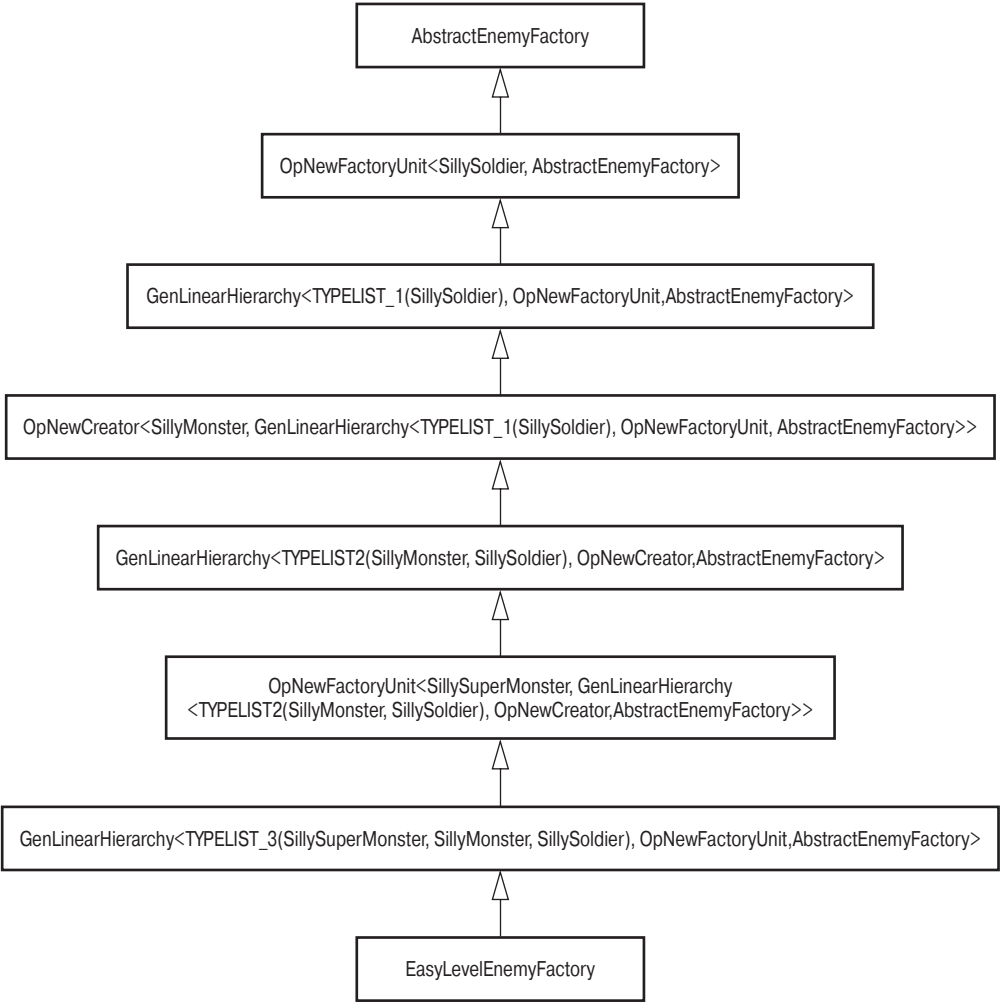 AbstractEnemyFactory
OpNewFactoryUnit<SillySoldier, AbstractEnemyFactory>
GenLinearHierarchy<TYPELIST_1(SillySoldier), OpNewFactoryUnit,AbstractEnemyFactory>
OpNewCreator<SillyMonster, GenLinearHierarchy<TYPELIST_1(SillySoldier), OpNewFactoryUnit, AbstractEnemyFactory>>
GenLinearHierarchy<TYPELIST2(SillyMonster, SillySoldier), OpNewCreator,AbstractEnemyFactory>
OpNewFactoryUnit<SillySuperMonster, GenLinearHierarchy
<TYPELIST2(SillyMonster, SillySoldier), OpNewCreator,AbstractEnemyFactory>>
GenLinearHierarchy<TYPELIST_3(SillySuperMonster, SillyMonster, SillySoldier), OpNewFactoryUnit,AbstractEnemyFactory>
EasyLevelEnemyFactory